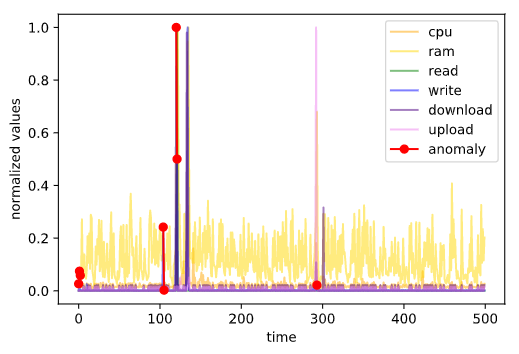 1.0
0.8
0.6
0.4
0.2
0.0
normalized values
0
100
200
300
400
500
time
cpu
ram
read
write
download
upload
anomaly